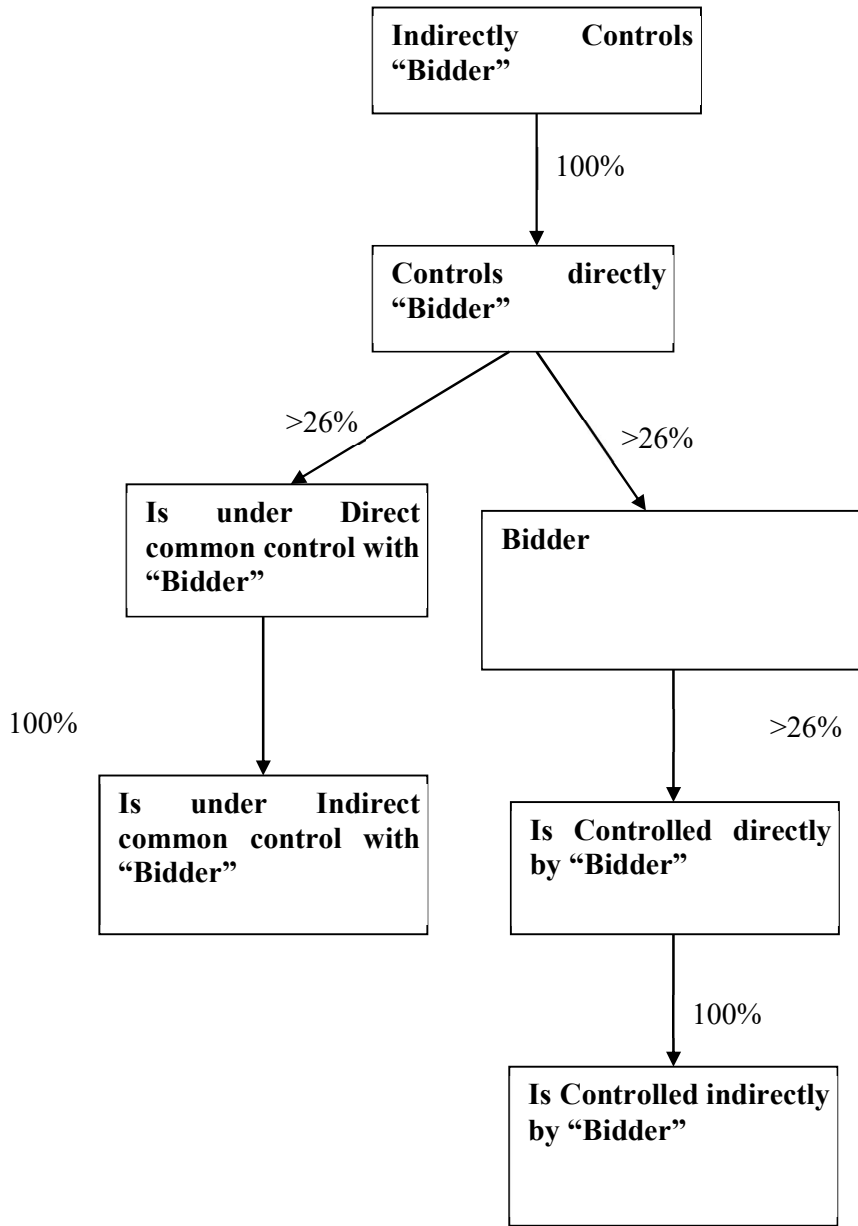 Indirectly Controls
“Bidder”
100%
Controls directly
“Bidder”
>26%
>26%
Is under Direct
common control with
“Bidder”
Bidder
100%
>26%
Is under Indirect
common control with
“Bidder”
Is Controlled directly
by “Bidder”
100%
Is Controlled indirectly
by “Bidder”